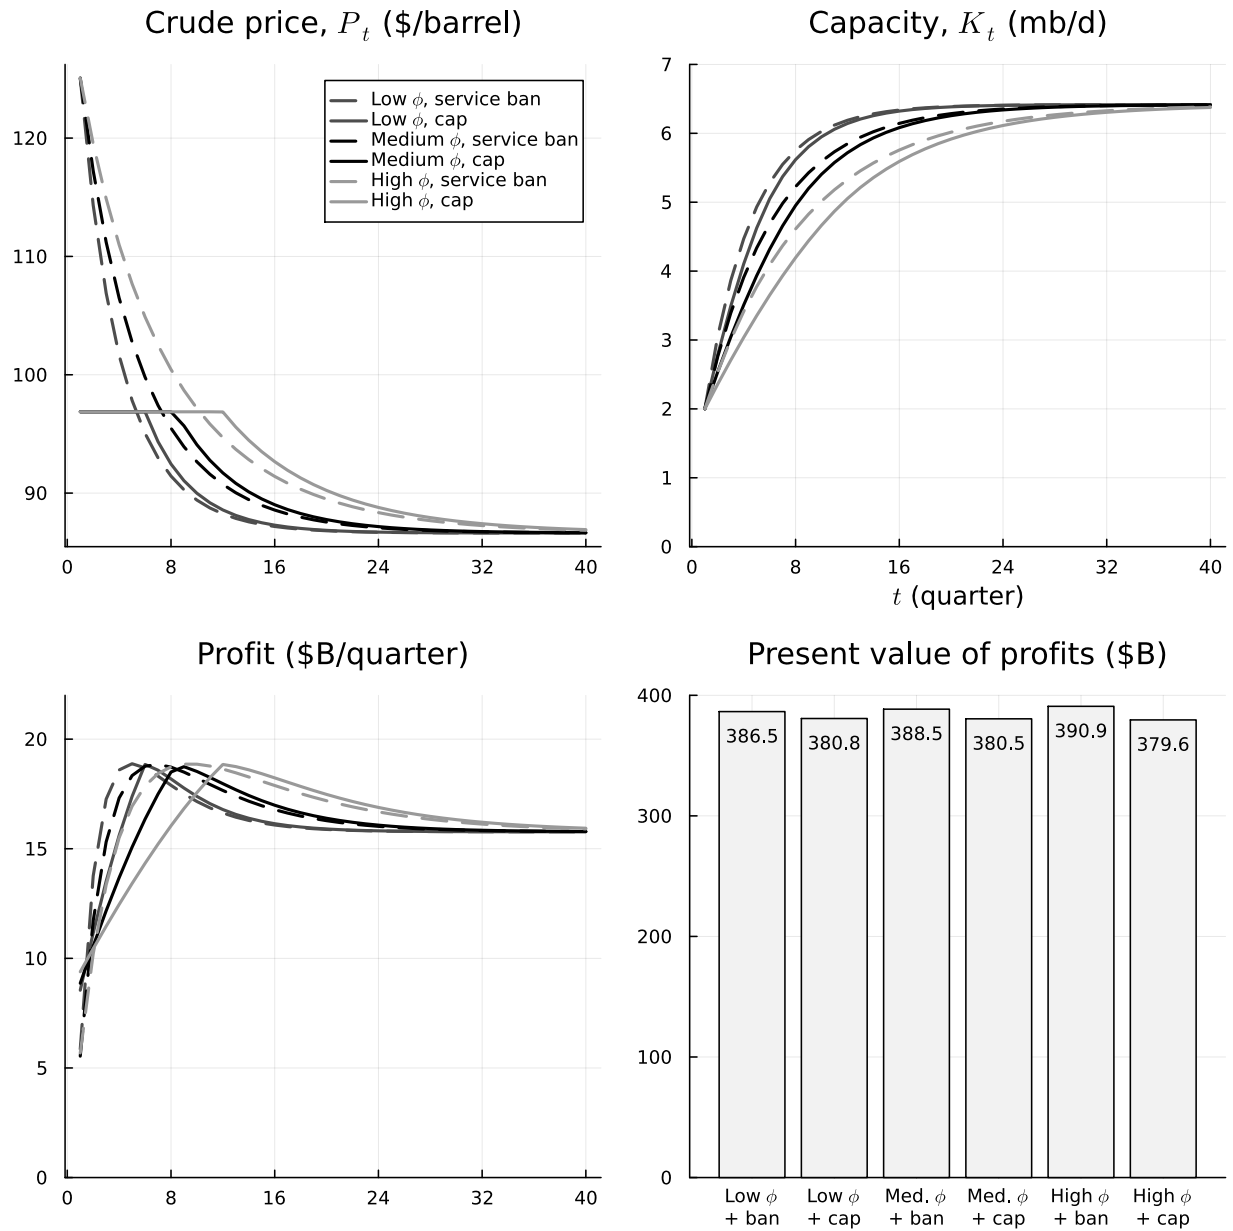 Crude price, P_t ($/barrel)
120
110
100
90
0 8 16 24 32 40
Low ϕ, service ban
Low ϕ, cap
Medium ϕ, service ban
Medium ϕ, cap
High ϕ, service ban
High ϕ, cap
Capacity, K_t (mb/d)
7
6
5
4
3
2
1
0
0 8 16 24 32 40
t (quarter)
Profit ($B/quarter)
20
15
10
5
0
0 8 16 24 32 40
Present value of profits ($B)
400
300
200
100
0
386.5 380.8 388.5 380.5 390.9 379.6
Low ϕ + ban
Low ϕ + cap
Med. ϕ + ban
Med. ϕ + cap
High ϕ + ban
High ϕ + cap